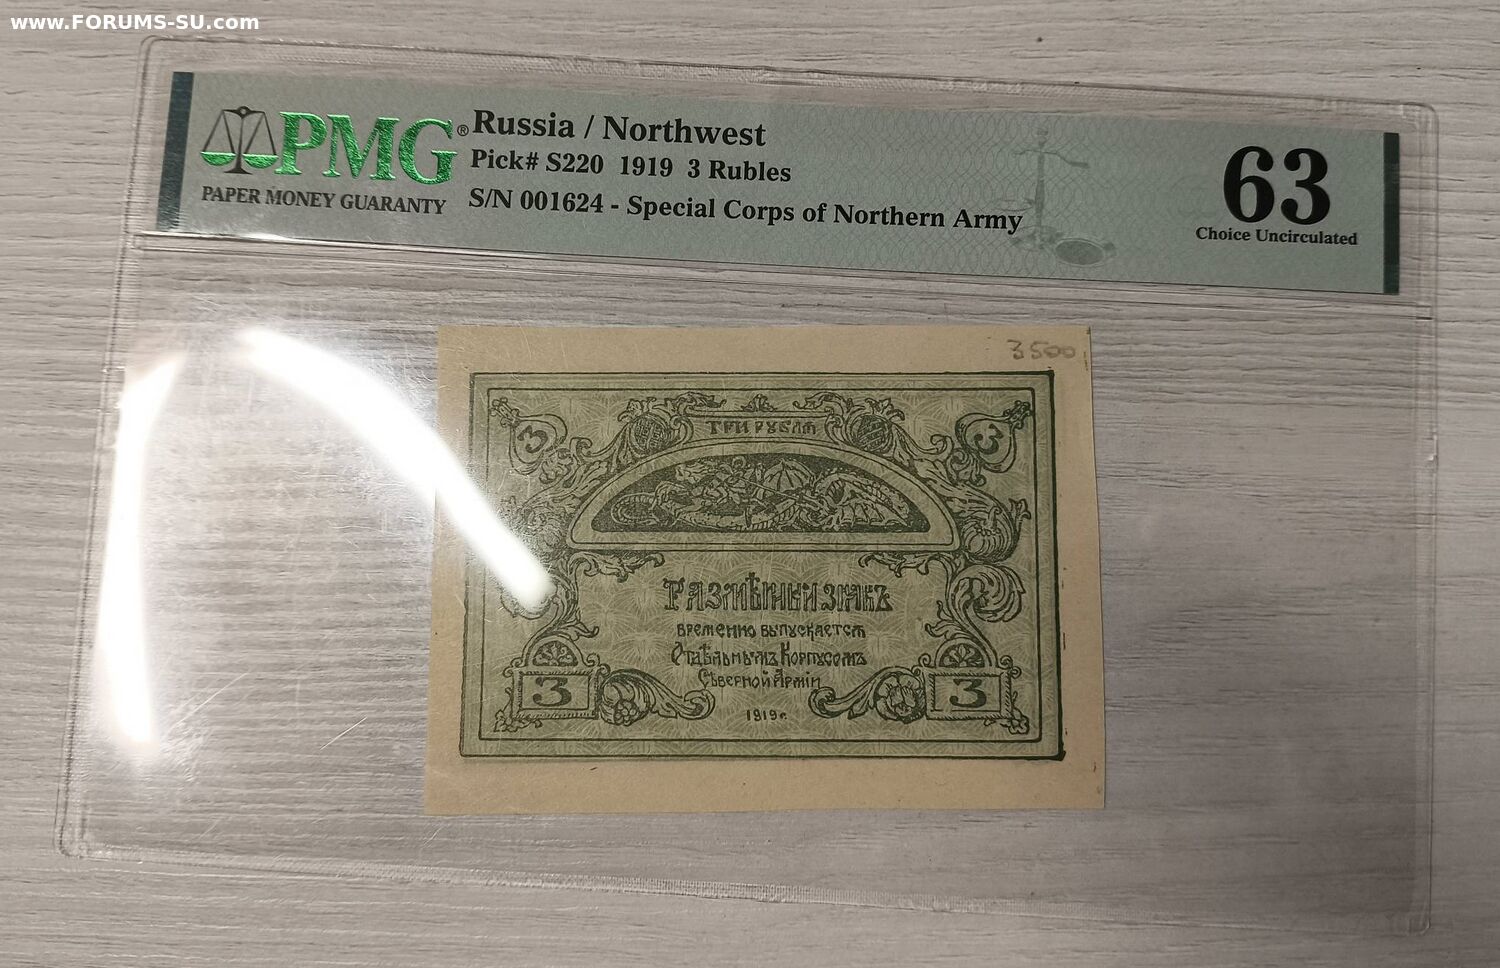 www.FORUMS-SU.com
PMG®
PAPER MONEY GUARANTY
Russia / Northwest
Pick# S220 1919 3 Rubles
S/N 001624 - Special Corps of Northern Army
63
Choice Uncirculated
3500
ТРИ РУБЛЯ
3 3
РАЗМѢННЫЙ ЗНАКЪ
ВРЕМЕННО ВЫПУСКАЕТСЯ
ОТДѢЛЬНЫМЪ КОРПУСОМЪ
СѢВЕРНОЙ АРМІИ
3 3
1919 г.